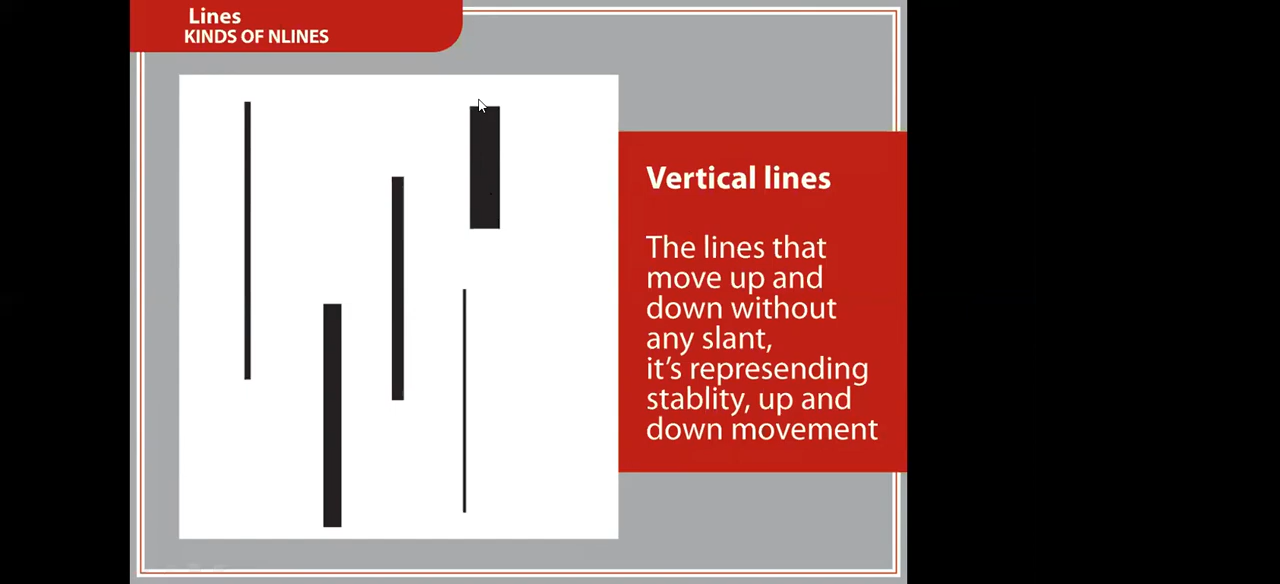 Lines
KINDS OF NLINES
Vertical lines
The lines that
move up and
down without
any slant,
it’s represending
stablity, up and
down movement